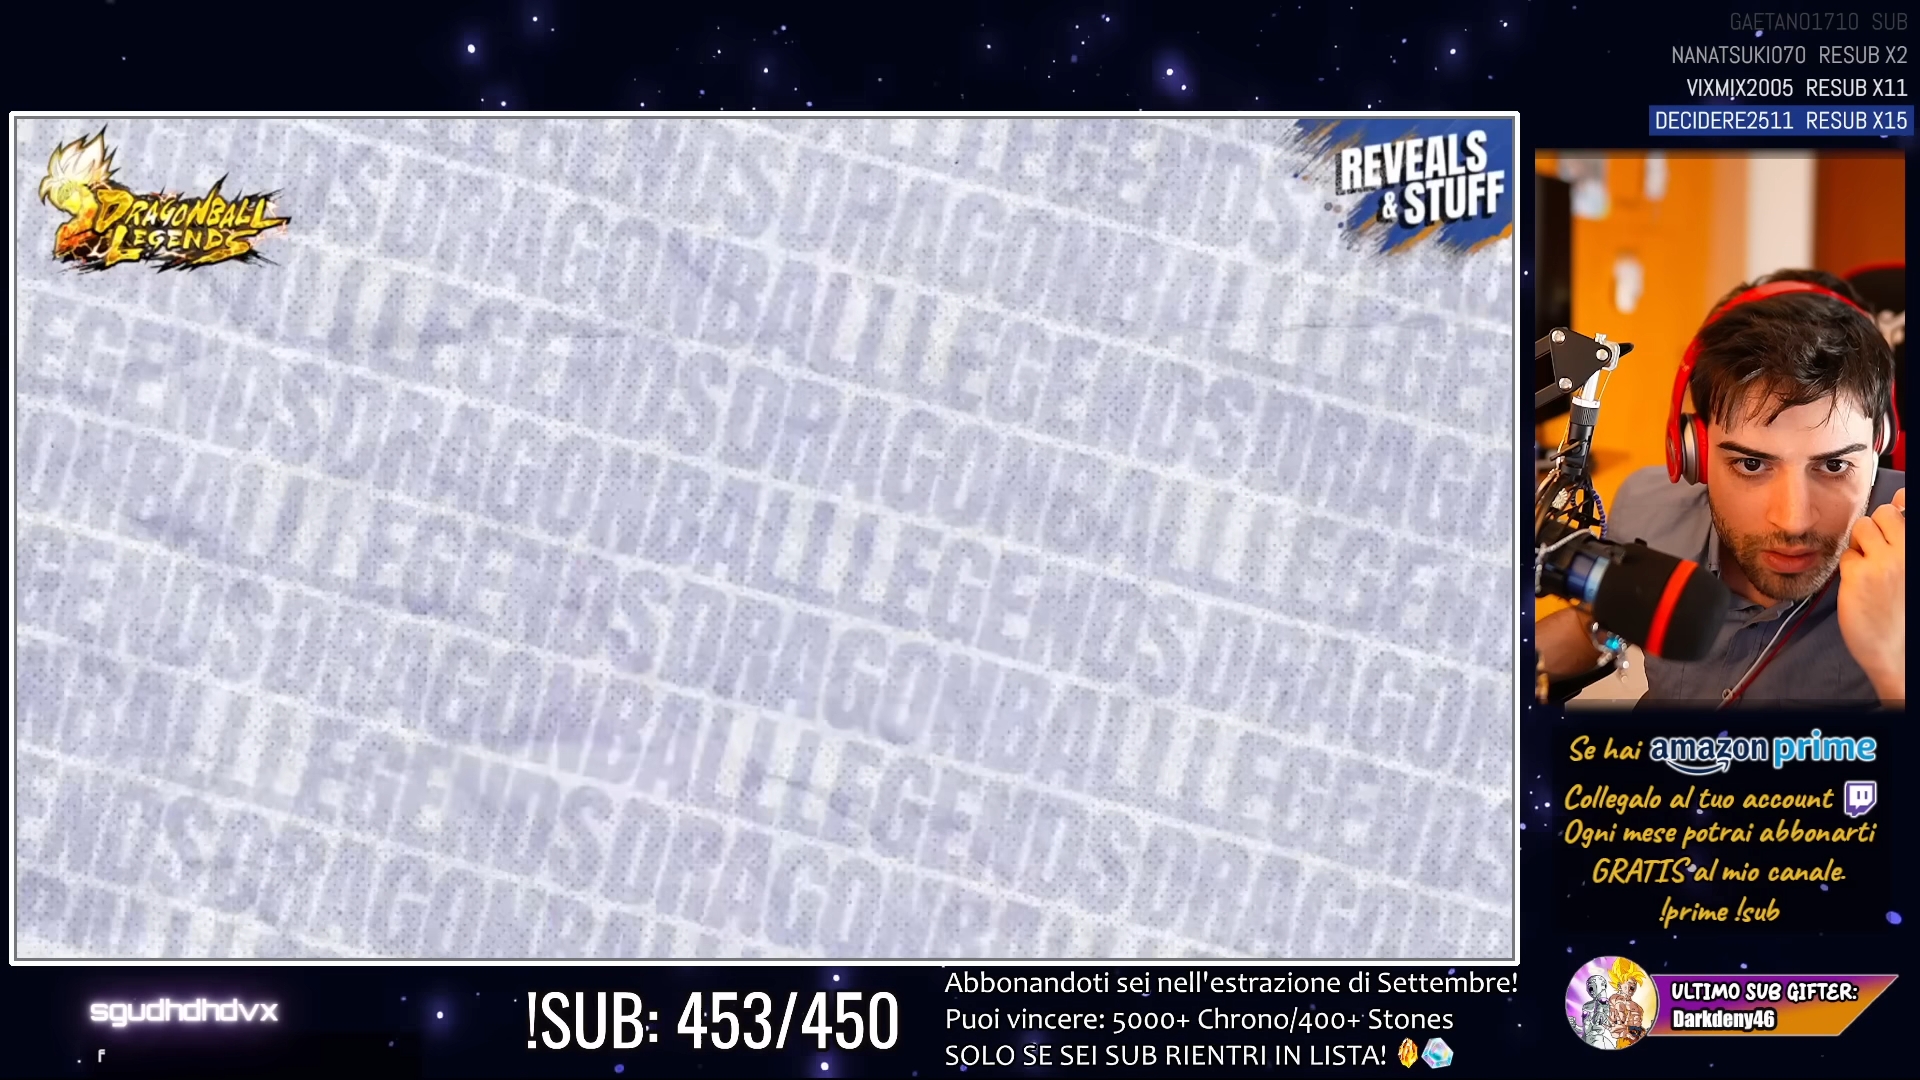 GAETANO1710 SUB
NANATSUKI070 RESUB X2
VIXMIX2005 RESUB X11
DECIDERE2511 RESUB X15
DRAGONBALL
LEGENDS
REVEALS
& STUFF
Se hai amazon prime
Collegalo al tuo account
Ogni mese potrai abbonarti
GRATIS al mio canale.
!prime !sub
sgudhdhdvx
f
!SUB: 453/450
Abbonandoti sei nell'estrazione di Settembre!
Puoi vincere: 5000+ Chrono/400+ Stones
SOLO SE SEI SUB RIENTRI IN LISTA!
ULTIMO SUB GIFTER:
Darkdeny46